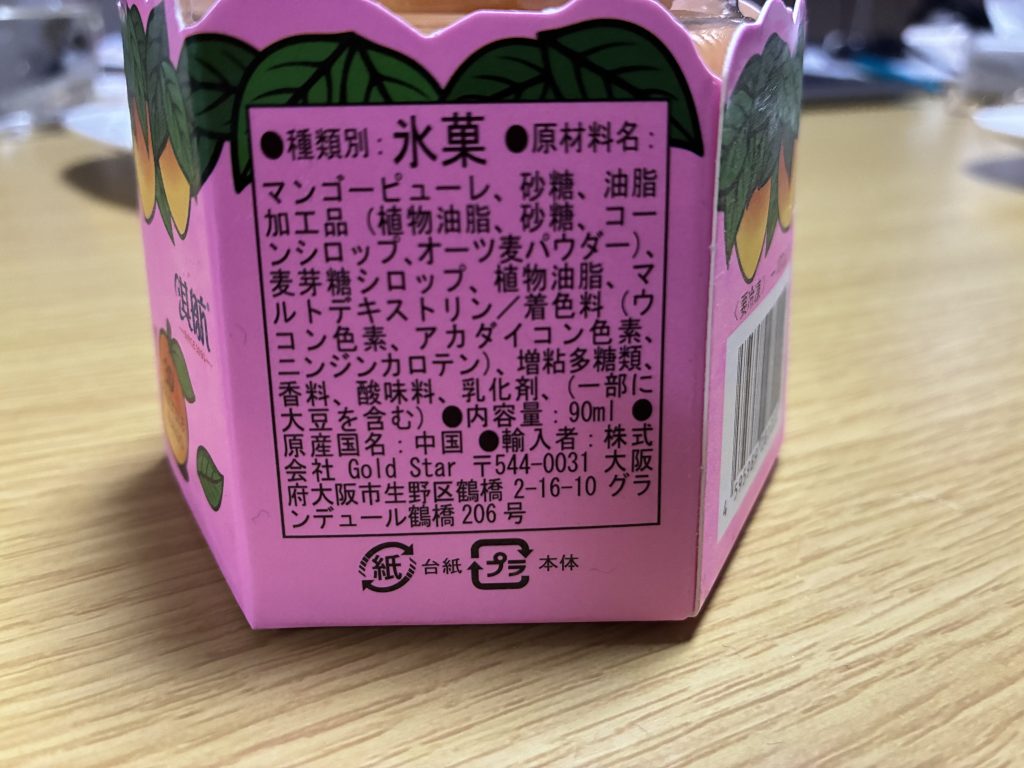 ●種類別：氷菓 ●原材料名：
マンゴーピューレ、砂糖、油脂
加工品（植物油脂、砂糖、コー
ンシロップ、オーツ麦パウダー）、
麦芽糖シロップ、植物油脂、マ
ルトデキストリン／着色料（ウ
コン色素、アカダイコン色素、
ニンジンカロテン）、増粘多糖類、
香料、酸味料、乳化剤、（一部に
大豆を含む）●内容量：90ml ●
原産国名：中国 ●輸入者：株式
会社 Gold Star 〒544-0031 大阪
府大阪市生野区鶴橋 2-16-10 グラ
ンデュール鶴橋 206 号
紙 台紙 プラ 本体
（要冷凍）